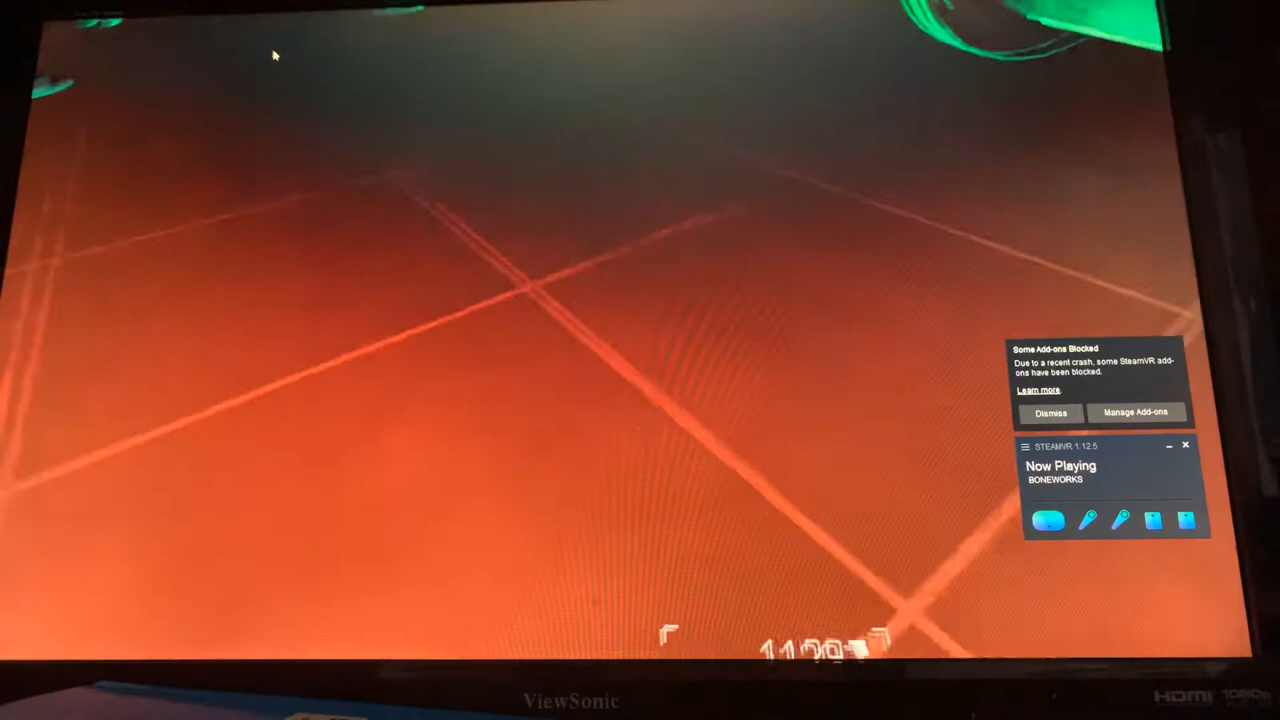 Some Add-ons Blocked
Due to a recent crash, some SteamVR add-
ons have been blocked.
Learn more
Dismiss
Manage Add-ons
STEAMVR 1.12.5
Now Playing
BONEWORKS
ViewSonic
HDMI 1080p